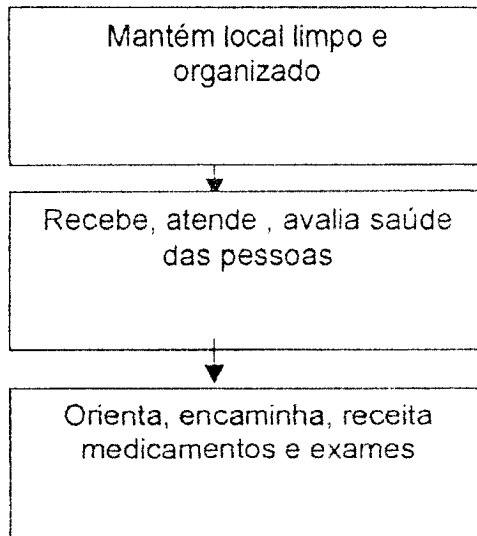 Mantém local limpo e
organizado
Recebe, atende , avalia saúde
das pessoas
Orienta, encaminha, receita
medicamentos e exames